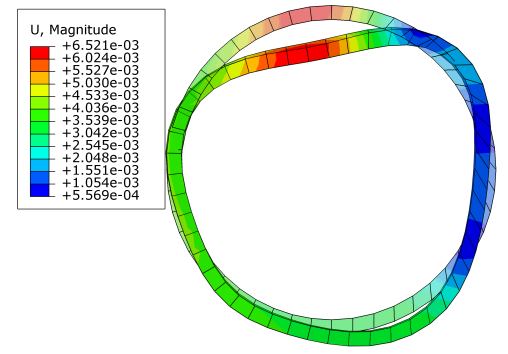 U, Magnitude
+6.521e-03
+6.024e-03
+5.527e-03
+5.030e-03
+4.533e-03
+4.036e-03
+3.539e-03
+3.042e-03
+2.545e-03
+2.048e-03
+1.551e-03
+1.054e-03
+5.569e-04